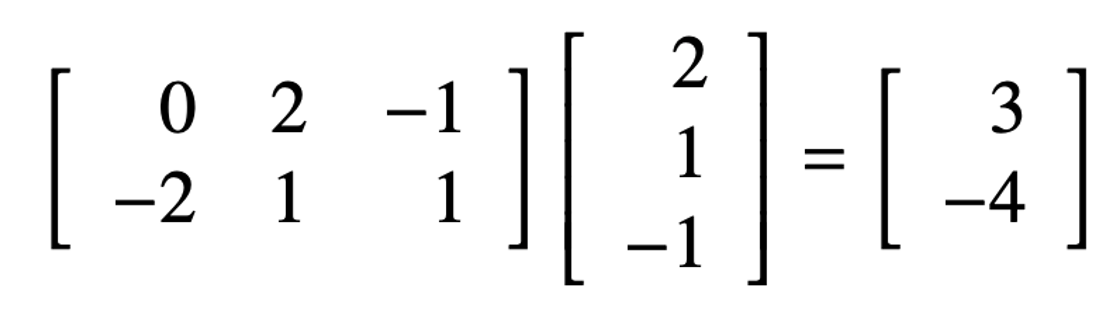 [ 0 2 −1 ] [ 2 ] = [ 3 ]
[ −2 1 1 ] [ 1 ] [ −4 ]
[ −1 ]